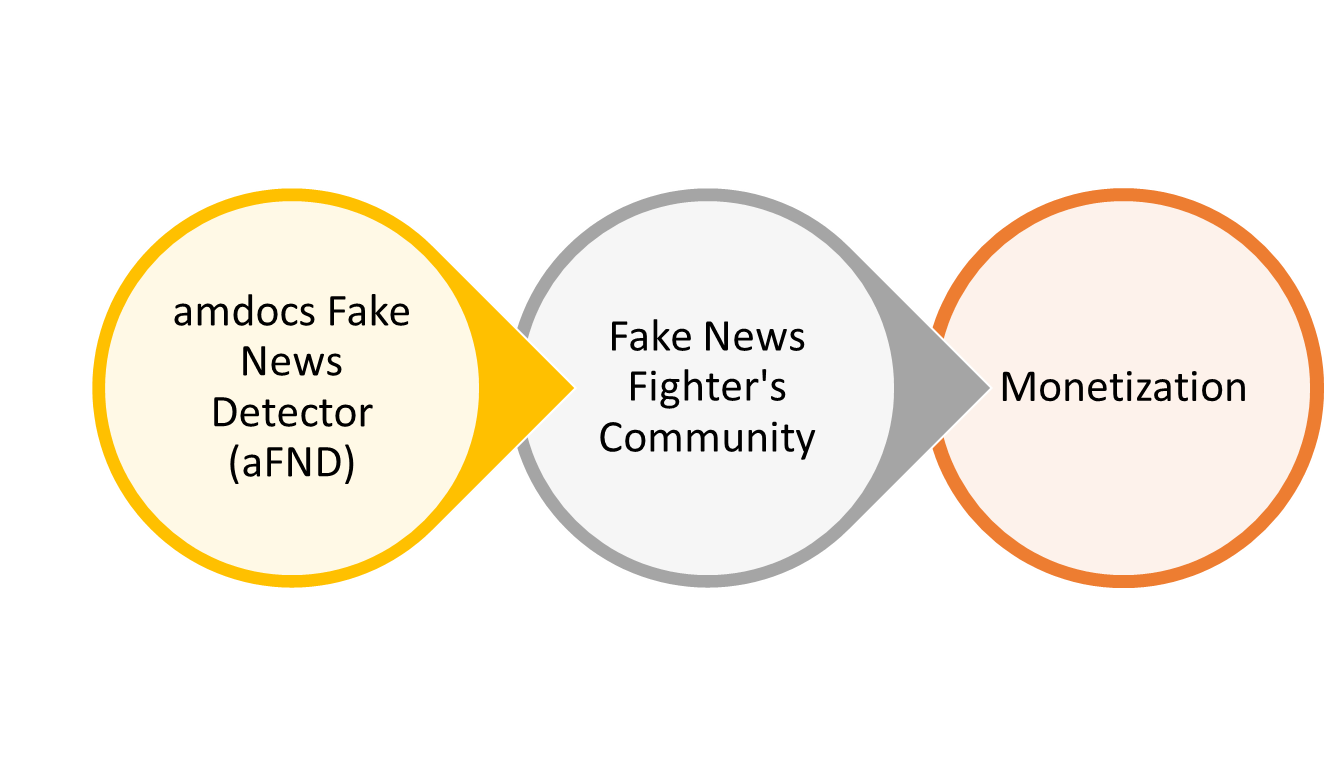 amdocs Fake
News
Detector
(aFND)
Fake News
Fighter's
Community
Monetization